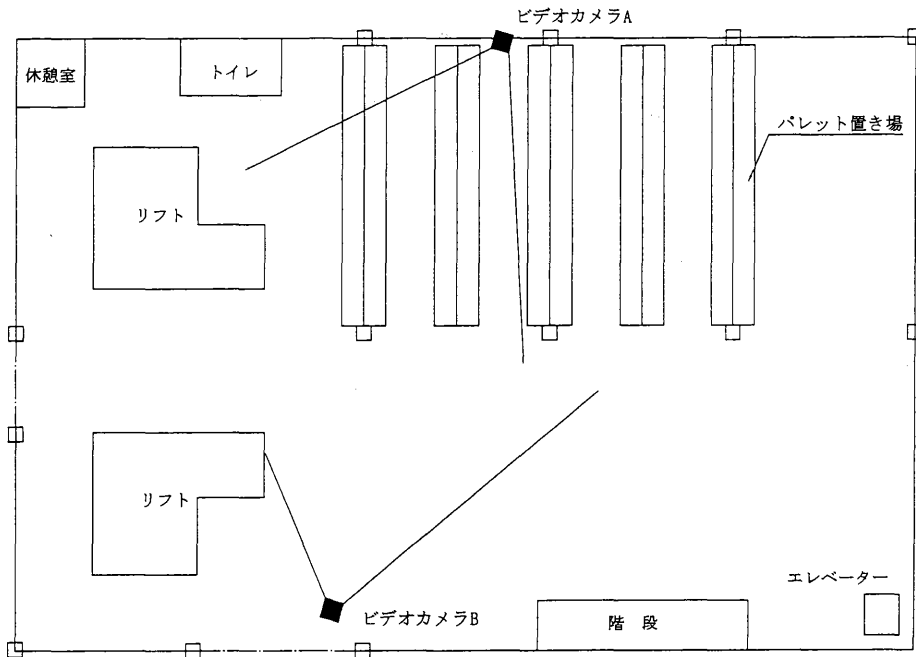 ビデオカメラA
休憩室
トイレ
パレット置き場
リフト
リフト
エレベーター
ビデオカメラB
階　段